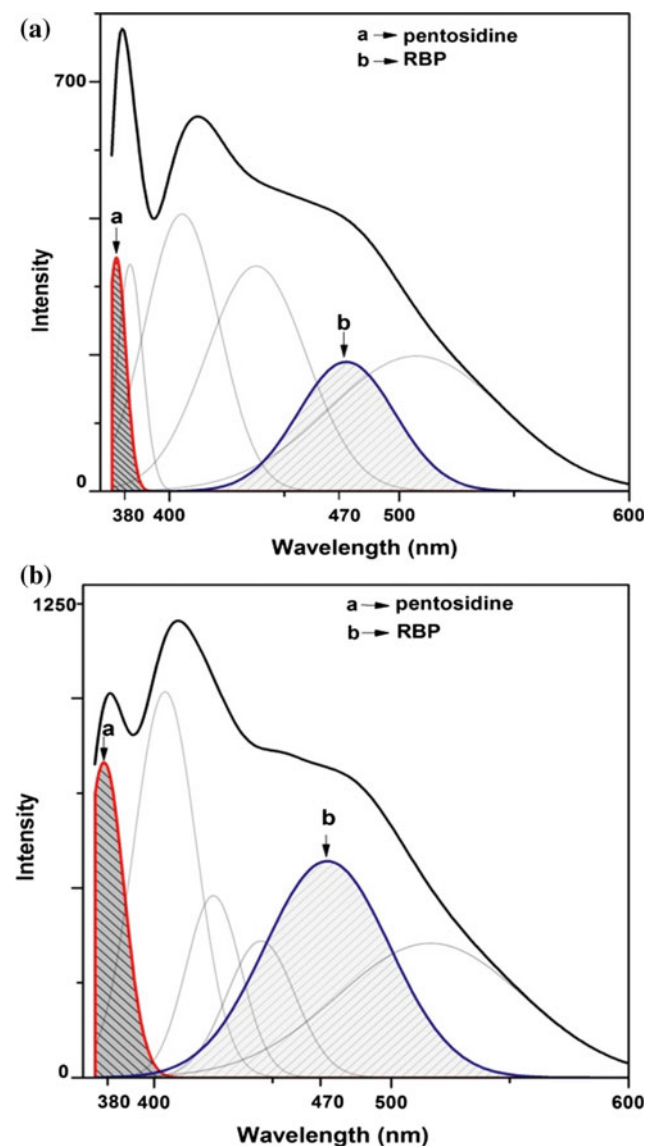 (a)
a → pentosidine
b → RBP
700
a
b
Intensity
0
380 400 470 500 600
Wavelength (nm)
(b)
1250
a → pentosidine
b → RBP
a
b
Intensity
0
380 400 470 500 600
Wavelength (nm)